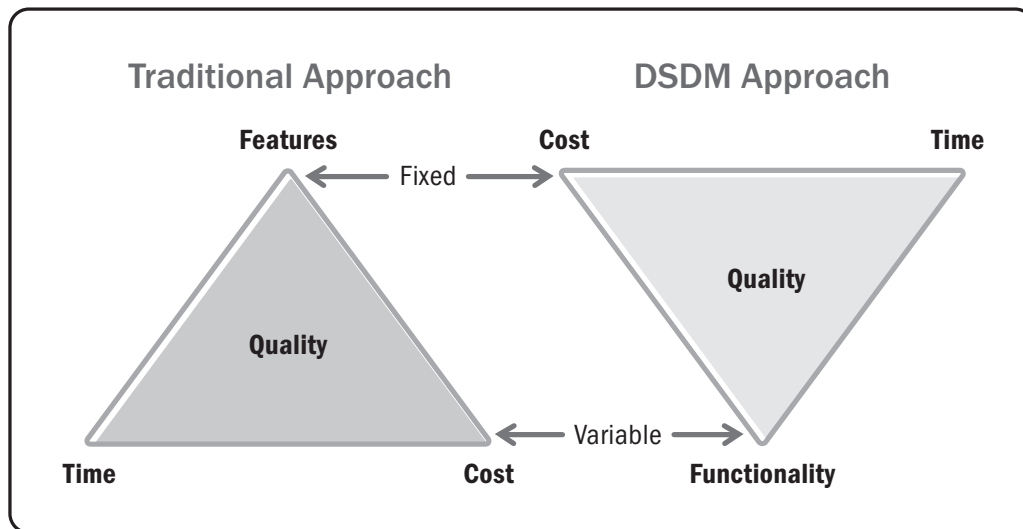 Traditional Approach
DSDM Approach
Features
Cost
Time
Fixed
Quality
Quality
Variable
Time
Cost
Functionality